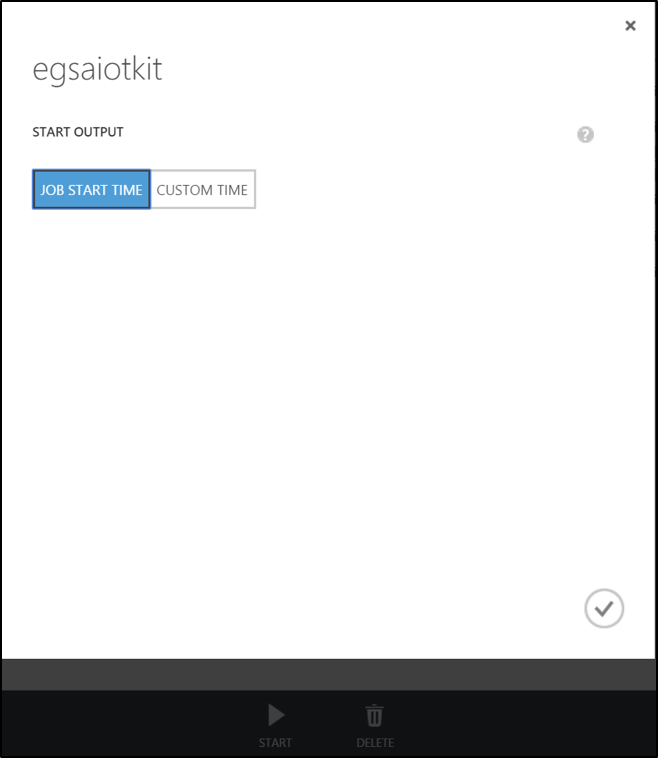 egsaiotkit
START OUTPUT
?
JOB START TIME CUSTOM TIME
START DELETE